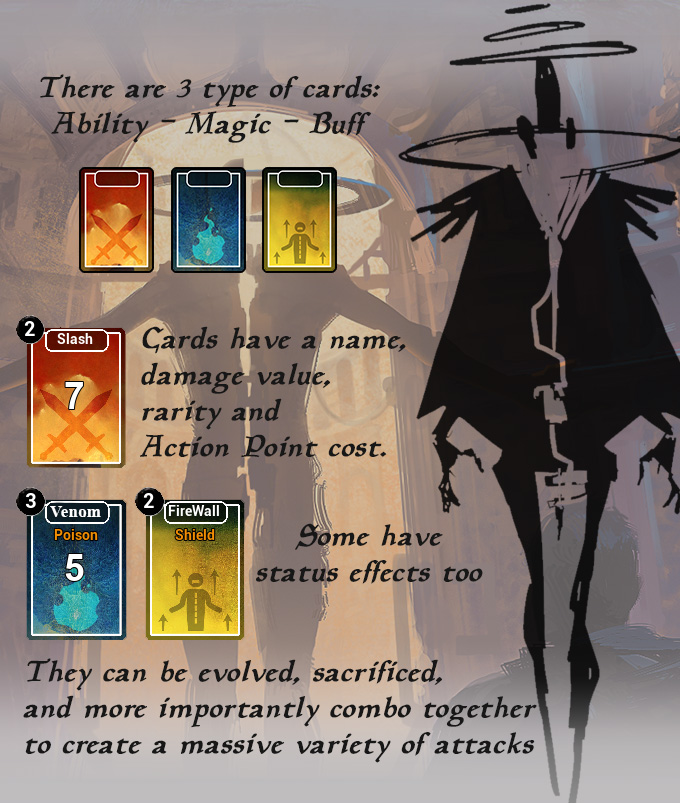 There are 3 type of cards:
Ability - Magic - Buff
2
Slash
7
Cards have a name,
damage value,
rarity and
Action Point cost.
3
Venom
Poison
5
2
FireWall
Shield
Some have
status effects too
They can be evolved, sacrificed,
and more importantly combo together
to create a massive variety of attacks